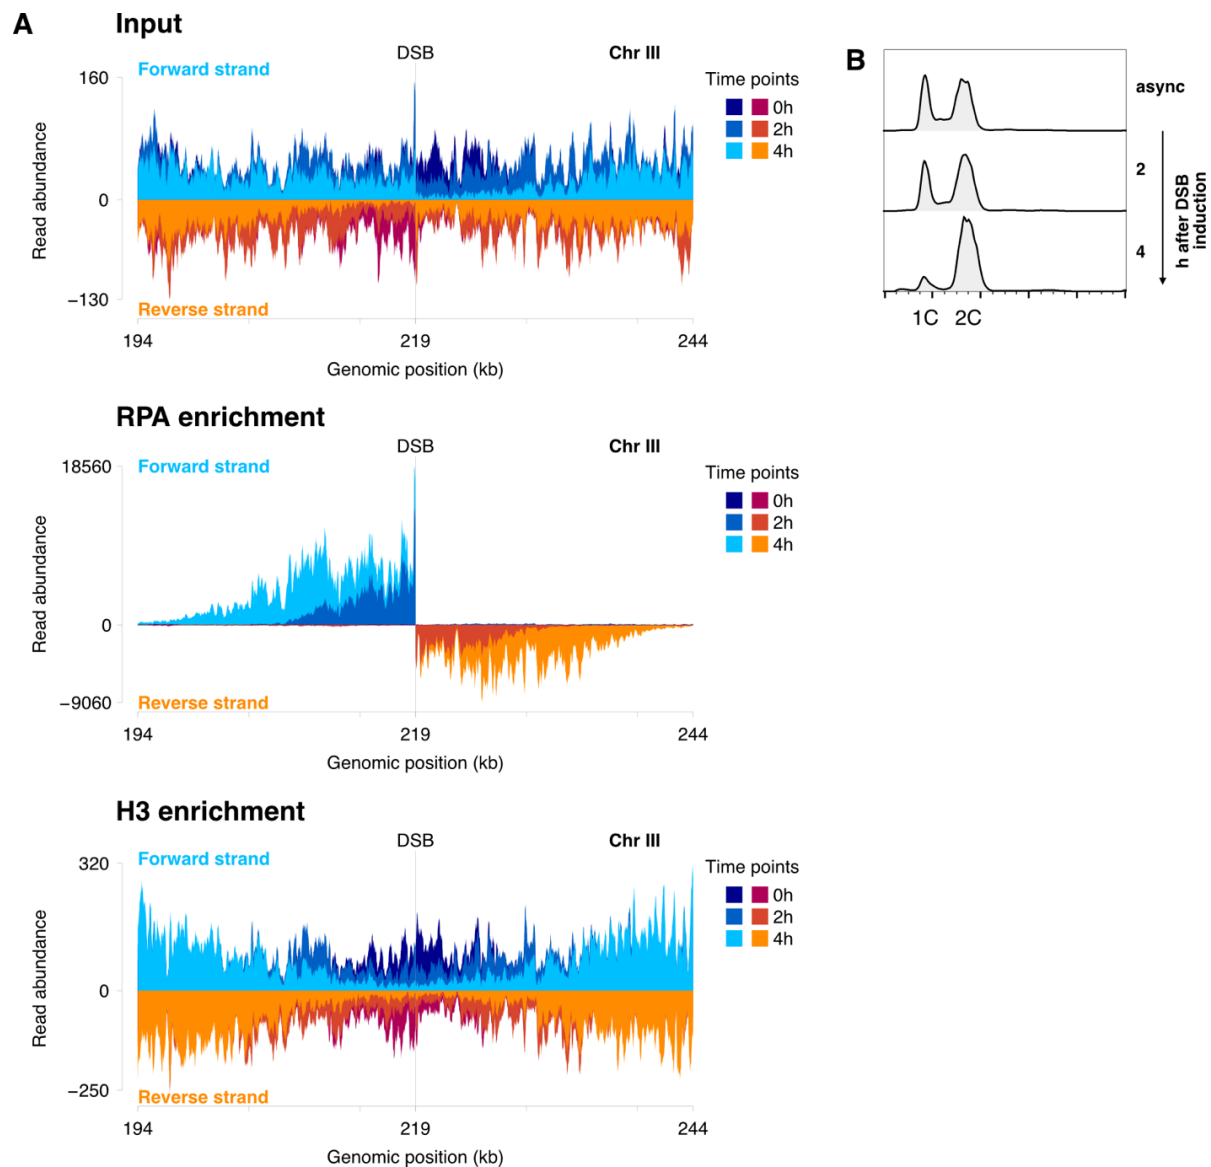 A
Input
DSB
Chr III
Forward strand
160
0
−130
Read abundance
Reverse strand
194
219
244
Genomic position (kb)
Time points
0h
2h
4h
B
async
2
4
h after DSB
induction
1C
2C
RPA enrichment
DSB
Chr III
Forward strand
18560
0
−9060
Read abundance
Reverse strand
194
219
244
Genomic position (kb)
Time points
0h
2h
4h
H3 enrichment
DSB
Chr III
Forward strand
320
0
−250
Read abundance
Reverse strand
194
219
244
Genomic position (kb)
Time points
0h
2h
4h